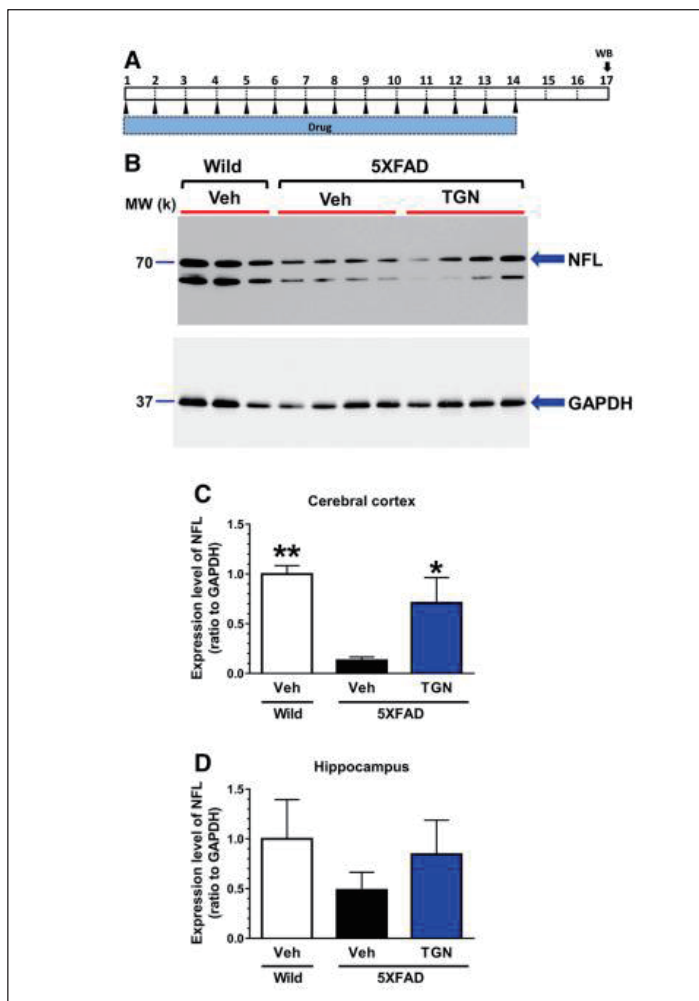 A
WB
1 2 3 4 5 6 7 8 9 10 11 12 13 14 15 16 17
Drug
B
Wild 5XFAD
MW (k) Veh Veh TGN
70 NFL
37 GAPDH
C
Cerebral cortex
Expression level of NFL
(ratio to GAPDH)
1.5
1.0
0.5
0.0
** *
Veh Veh TGN
Wild 5XFAD
D
Hippocampus
Expression level of NFL
(ratio to GAPDH)
1.5
1.0
0.5
0.0
Veh Veh TGN
Wild 5XFAD